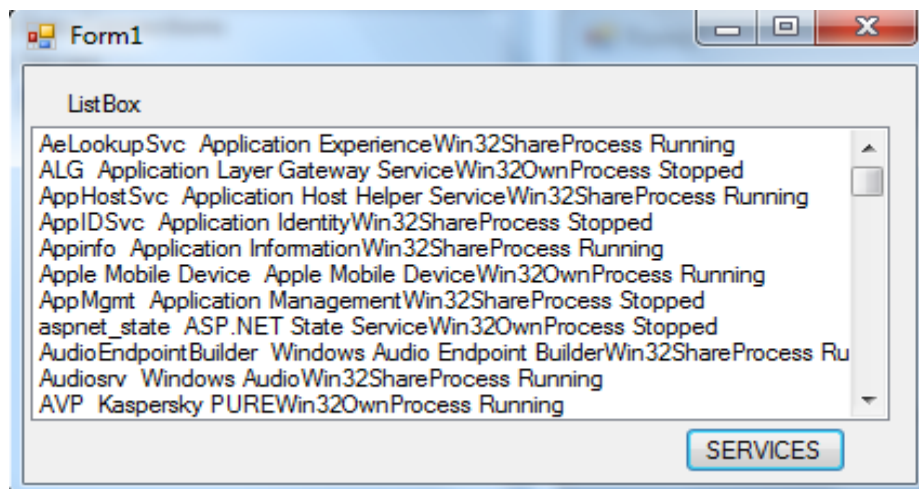 Form1
ListBox
AeLookupSvc  Application ExperienceWin32ShareProcess Running
ALG  Application Layer Gateway ServiceWin32OwnProcess Stopped
AppHostSvc  Application Host Helper ServiceWin32ShareProcess Running
AppIDSvc  Application IdentityWin32ShareProcess Stopped
Appinfo  Application InformationWin32ShareProcess Running
Apple Mobile Device  Apple Mobile DeviceWin32OwnProcess Running
AppMgmt  Application ManagementWin32ShareProcess Stopped
aspnet_state  ASP.NET State ServiceWin32OwnProcess Stopped
AudioEndpointBuilder  Windows Audio Endpoint BuilderWin32ShareProcess Ru
Audiosrv  Windows AudioWin32ShareProcess Running
AVP  Kaspersky PUREWin32OwnProcess Running
SERVICES